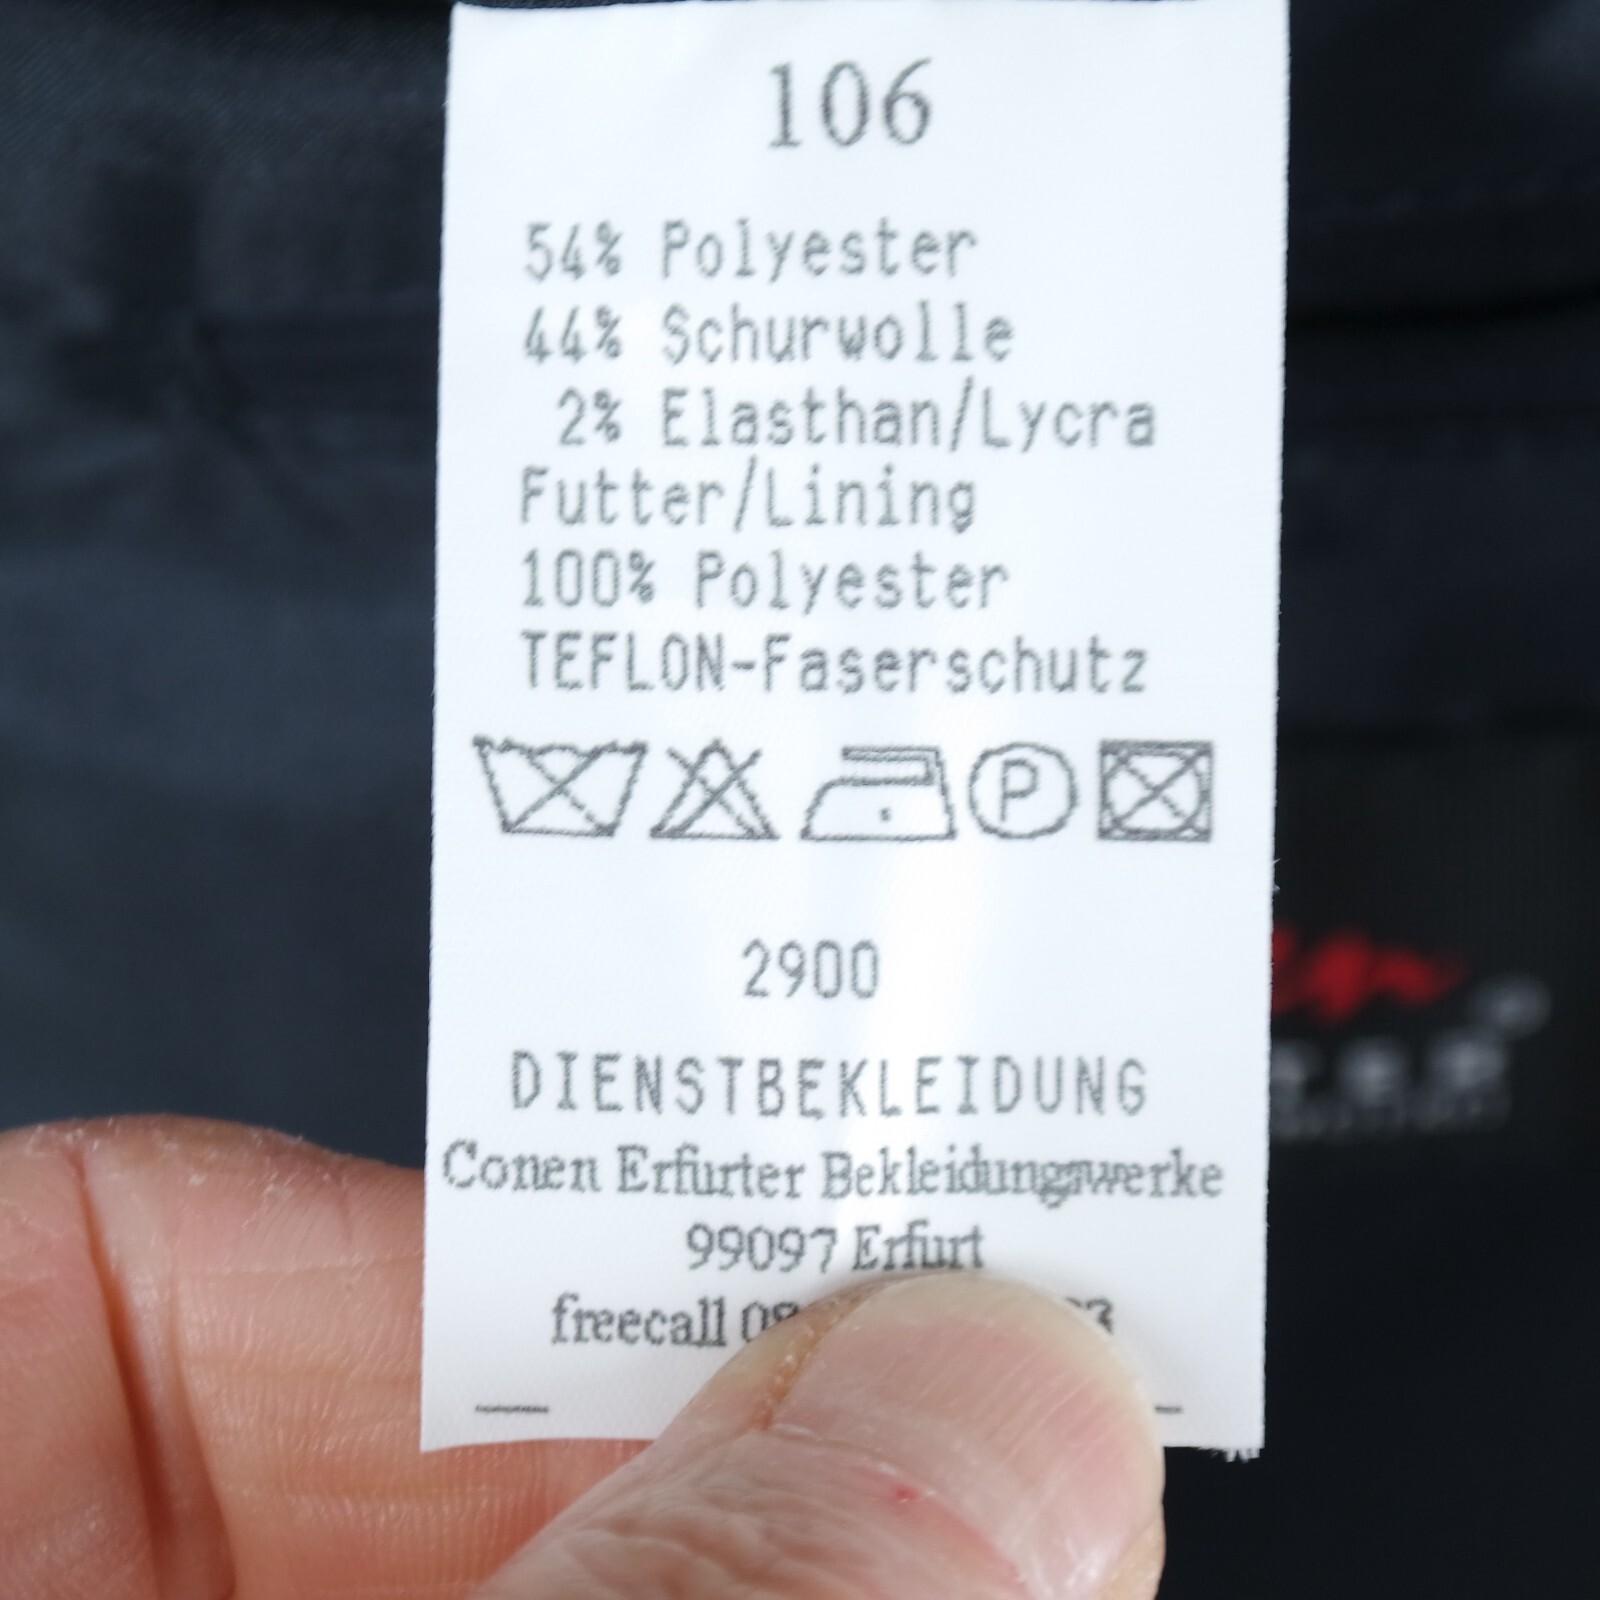 106
54% Polyester
44% Schurwolle
2% Elasthan/Lycra
Futter/Lining
100% Polyester
TEFLON-Faserschutz
P
2900
DIENSTBEKLEIDUNG
Conen Erfurter Bekleidungswerke
99097 Erfurt
freecall